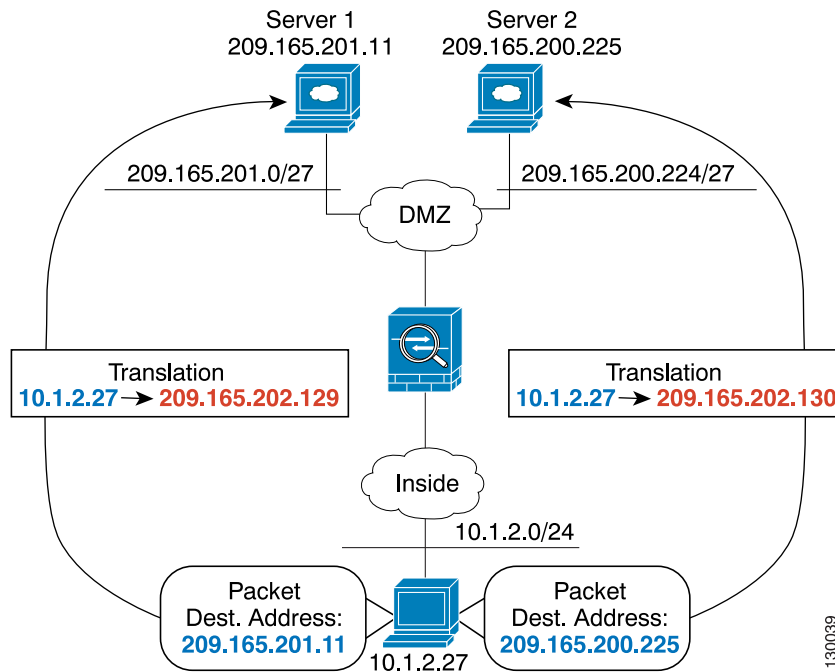 Server 1
209.165.201.11
Server 2
209.165.200.225
209.165.201.0/27
209.165.200.224/27
DMZ
Translation
10.1.2.27 209.165.202.129
Translation
10.1.2.27 209.165.202.130
Inside
10.1.2.0/24
Packet
Dest. Address:
209.165.201.11
Packet
Dest. Address:
209.165.200.225
10.1.2.27
130039